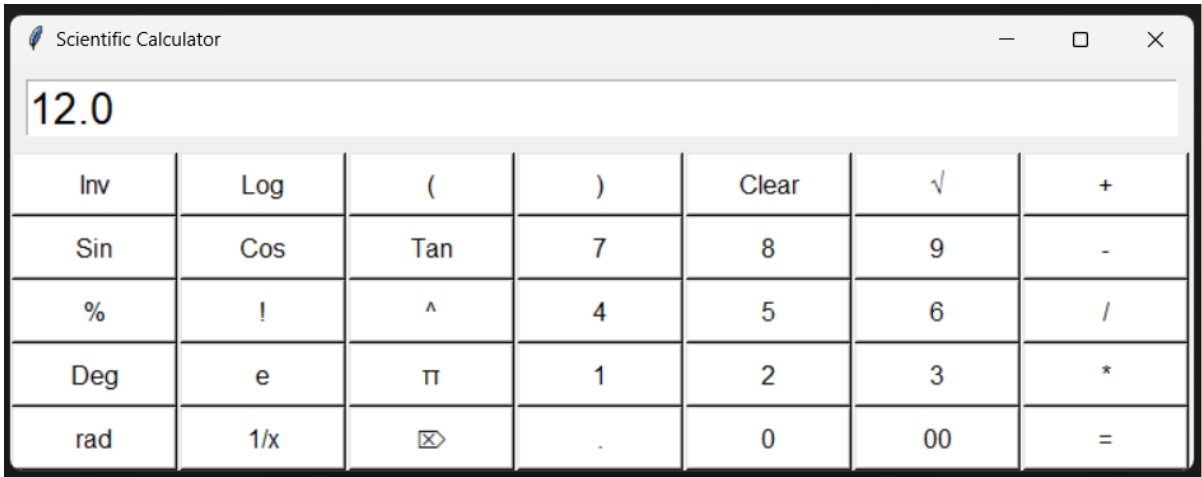 Scientific Calculator
12.0
Inv Log ( ) Clear √ +
Sin Cos Tan 7 8 9 -
% ! ^ 4 5 6 /
Deg e π 1 2 3 *
rad 1/x ⌦ . 0 00 =